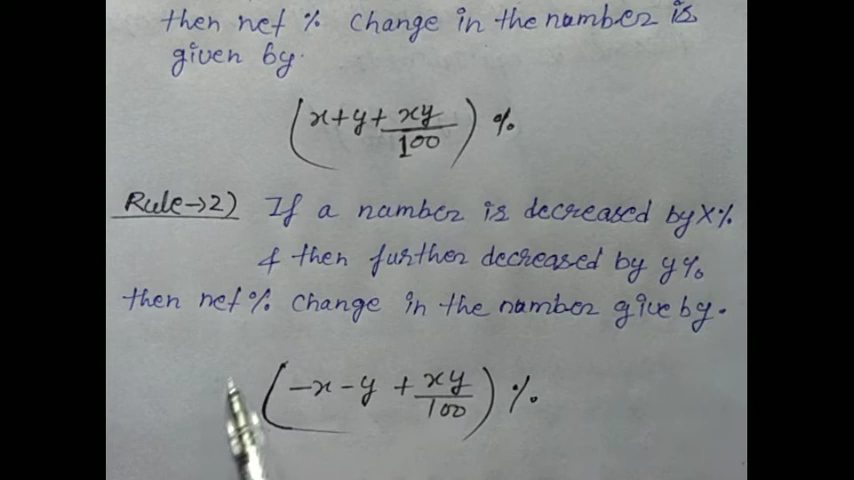 then net % change in the number is
given by.
(x+y+xy/100) %
Rule→2) If a number is decreased by x%
& then further decreased by y%
then net % change in the number give by.
(-x-y+xy/100) %.